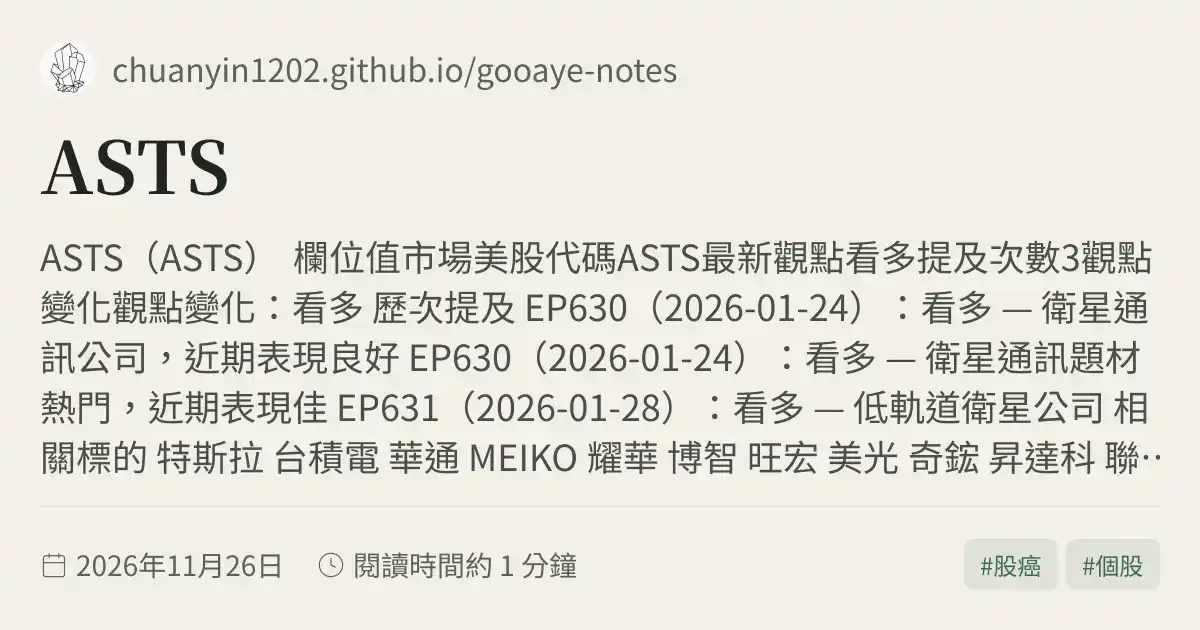 chuanyin1202.github.io/gooaye-notes
ASTS
ASTS（ASTS） 欄位值市場美股代碼ASTS最新觀點看多提及次數3觀點
變化觀點變化：看多 歷次提及 EP630（2026-01-24）：看多 — 衛星通
訊公司，近期表現良好 EP630（2026-01-24）：看多 — 衛星通訊題材
熱門，近期表現佳 EP631（2026-01-28）：看多 — 低軌道衛星公司 相
關標的 特斯拉 台積電 華通 MEIKO 耀華 博智 旺宏 美光 奇鋐 昇達科 聯…
2026年11月26日 閱讀時間約 1 分鐘
#股癌 #個股